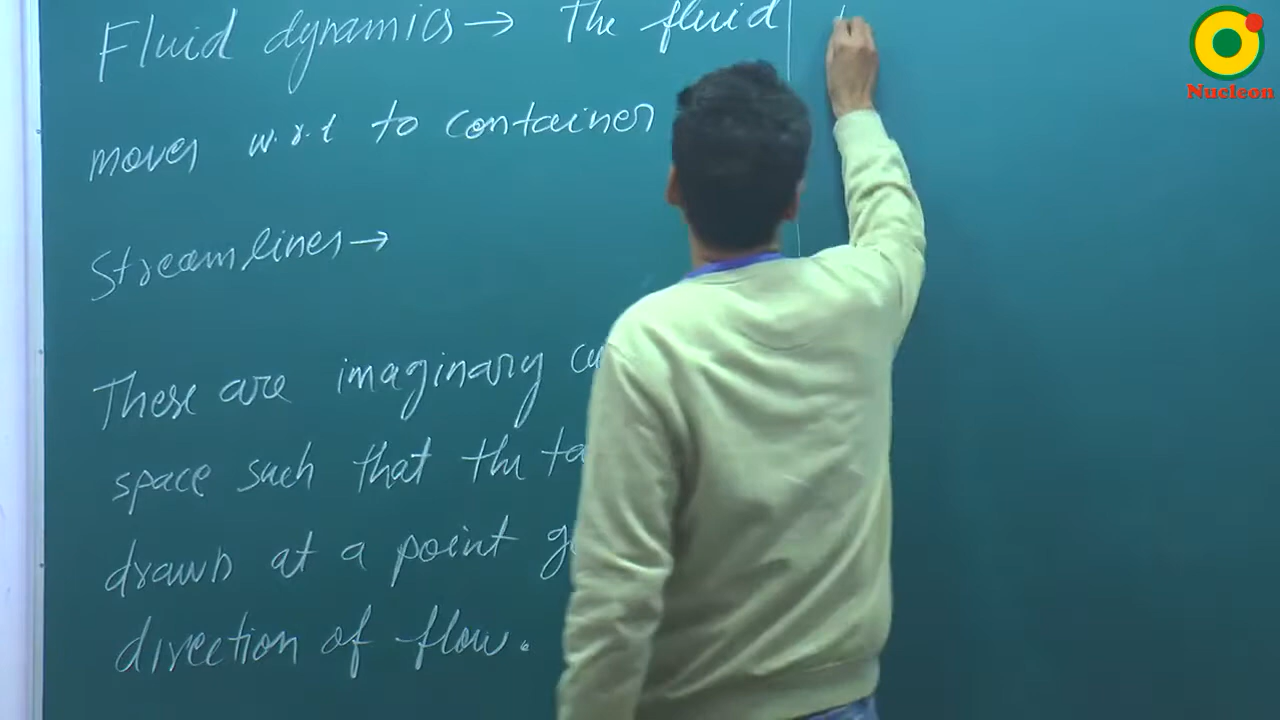 Fluid dynamics → The fluid
moves w.r.t to container
Streamlines →
These are imaginary
space such that the
drawn at a point
direction of flow.
Nucleon